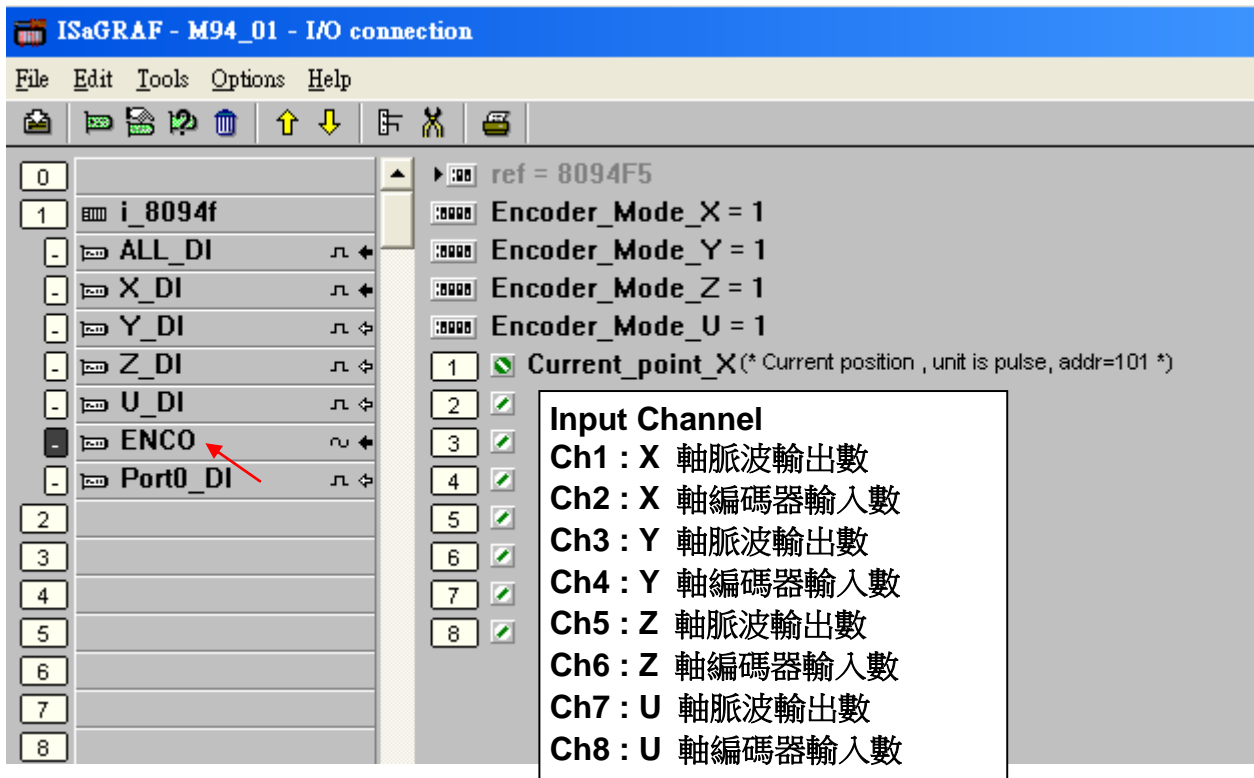 ISaGRAF - M94_01 - I/O connection
File Edit Tools Options Help
0
1 i_8094f
- ALL_DI
- X_DI
- Y_DI
- Z_DI
- U_DI
- ENCO
- Port0_DI
2
3
4
5
6
7
8
ref = 8094F5
Encoder_Mode_X = 1
Encoder_Mode_Y = 1
Encoder_Mode_Z = 1
Encoder_Mode_U = 1
1 Current_point_X (* Current position , unit is pulse, addr=101 *)
2
3
4
5
6
7
8
Input Channel
Ch1 : X 軸脈波輸出數
Ch2 : X 軸編碼器輸入數
Ch3 : Y 軸脈波輸出數
Ch4 : Y 軸編碼器輸入數
Ch5 : Z 軸脈波輸出數
Ch6 : Z 軸編碼器輸入數
Ch7 : U 軸脈波輸出數
Ch8 : U 軸編碼器輸入數